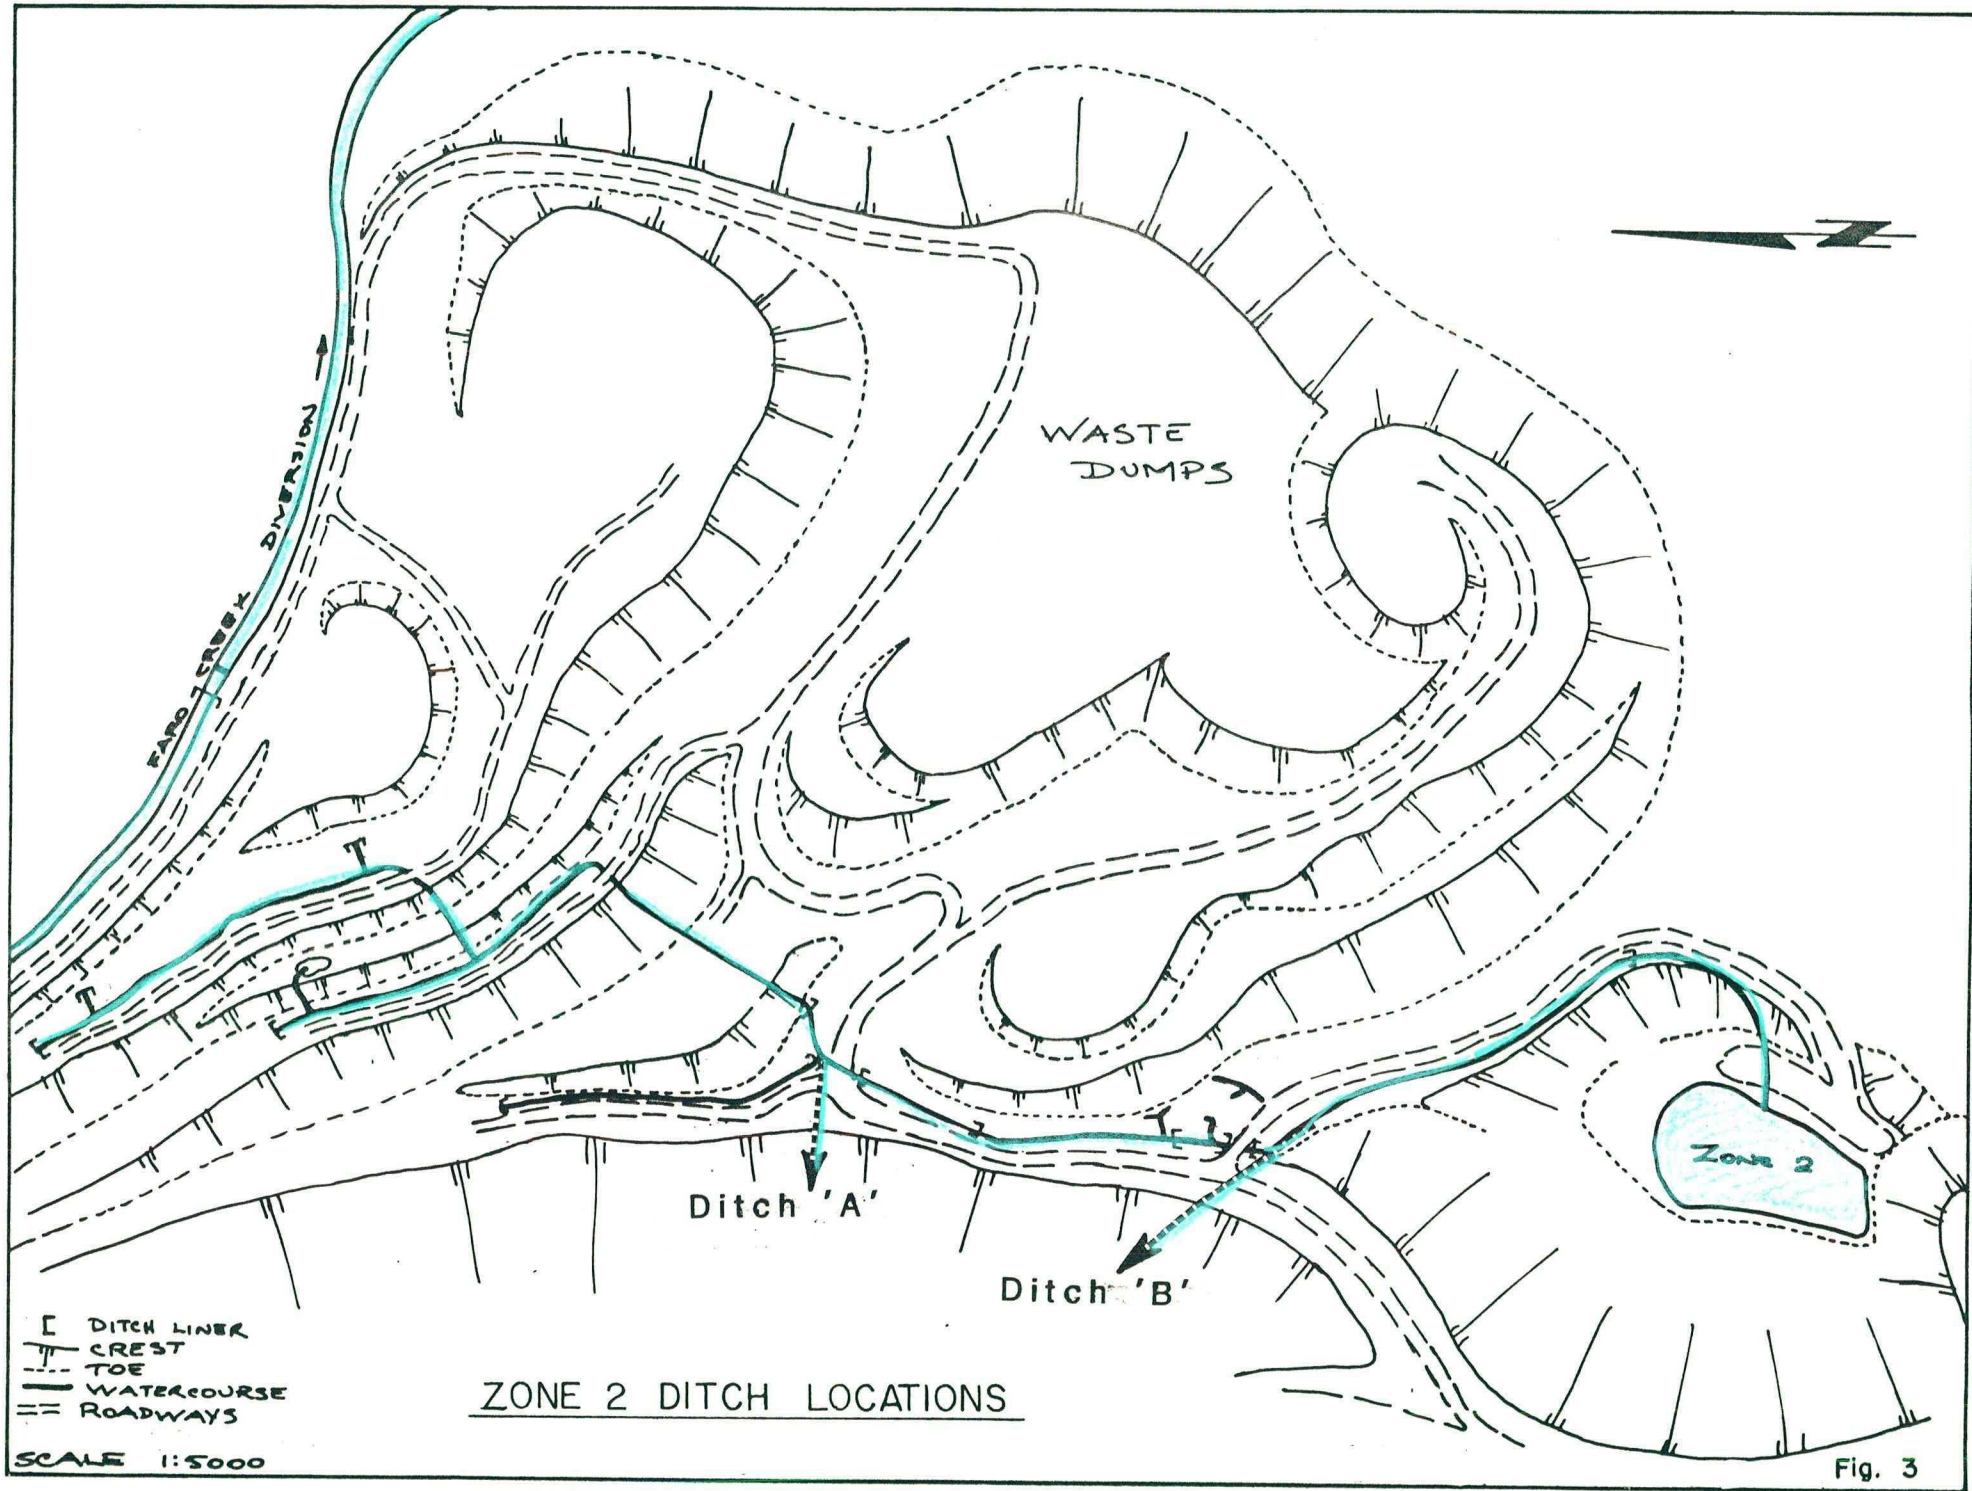 Z
WASTE
DUMPS
FARO CREEK DIVERSION
Zone 2
Ditch 'A'
Ditch 'B'
[ DITCH LINER
CREST
TOE
WATERCOURSE
ROADWAYS
ZONE 2 DITCH LOCATIONS
SCALE 1:5000
Fig. 3